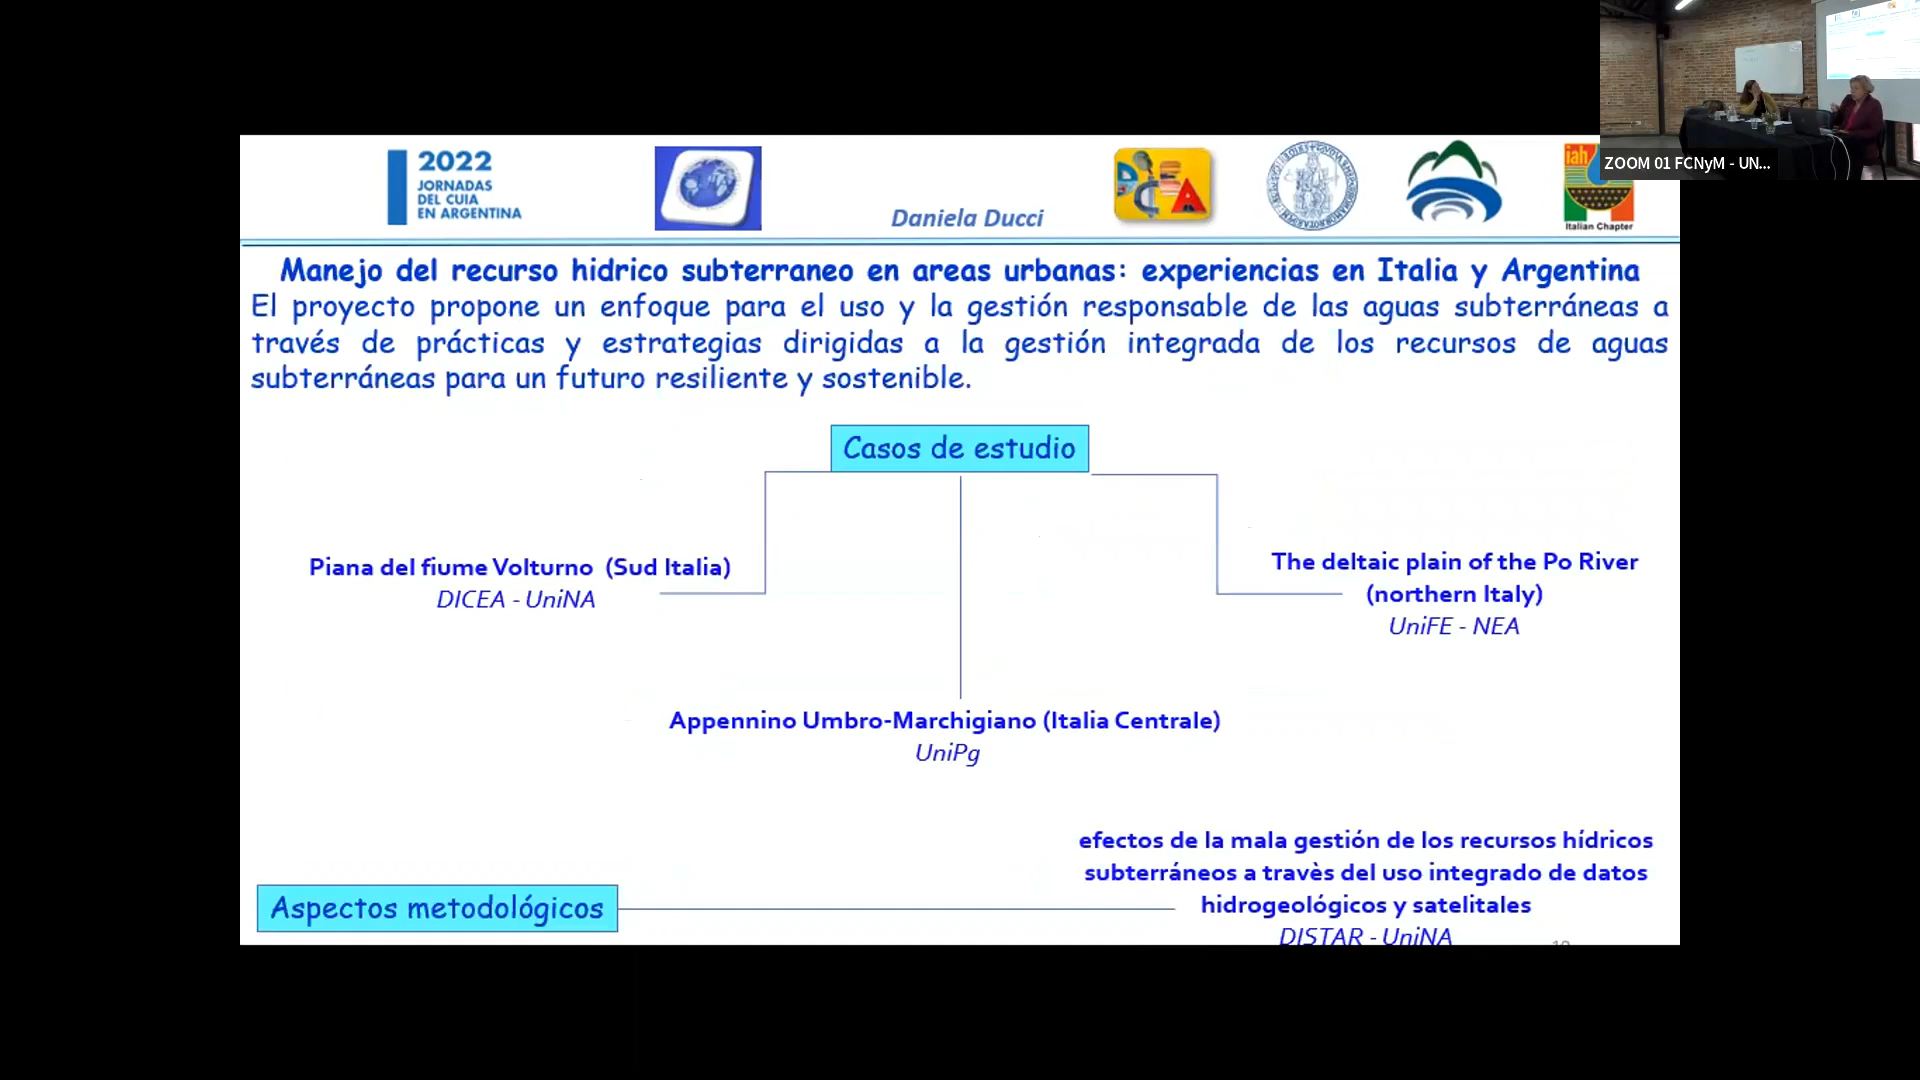 2022
JORNADAS
DEL CUIA
EN ARGENTINA
Daniela Ducci
DICEA
iah
Italian Chapter
ZOOM 01 FCNyM - UN...
Manejo del recurso hidrico subterraneo en areas urbanas: experiencias en Italia y Argentina
El proyecto propone un enfoque para el uso y la gestión responsable de las aguas subterráneas a
través de prácticas y estrategias dirigidas a la gestión integrada de los recursos de aguas
subterráneas para un futuro resiliente y sostenible.
Casos de estudio
Piana del fiume Volturno (Sud Italia)
DICEA - UniNA
The deltaic plain of the Po River
(northern Italy)
UniFE - NEA
Appennino Umbro-Marchigiano (Italia Centrale)
UniPg
efectos de la mala gestión de los recursos hídricos
subterráneos a travès del uso integrado de datos
hidrogeológicos y satelitales
DISTAR - UniNA
Aspectos metodológicos